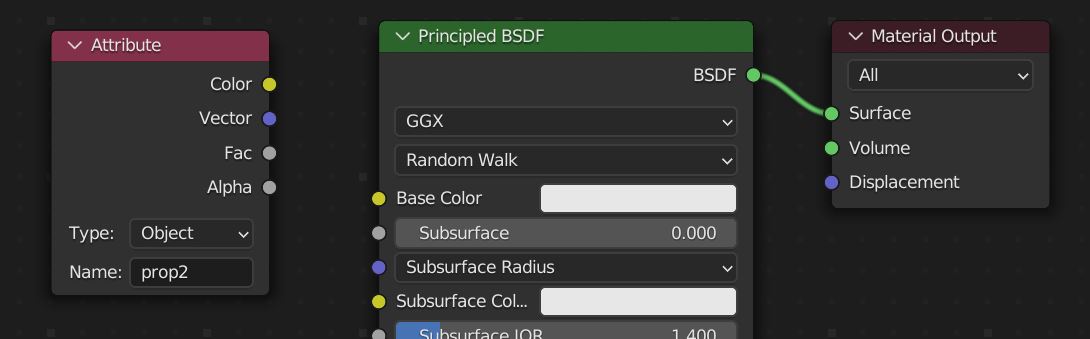 Attribute
Color
Vector
Fac
Alpha
Type: Object
Name: prop2
Principled BSDF
BSDF
GGX
Random Walk
Base Color
Subsurface 0.000
Subsurface Radius
Subsurface Col...
Subsurface IOR 1.400
Material Output
All
Surface
Volume
Displacement